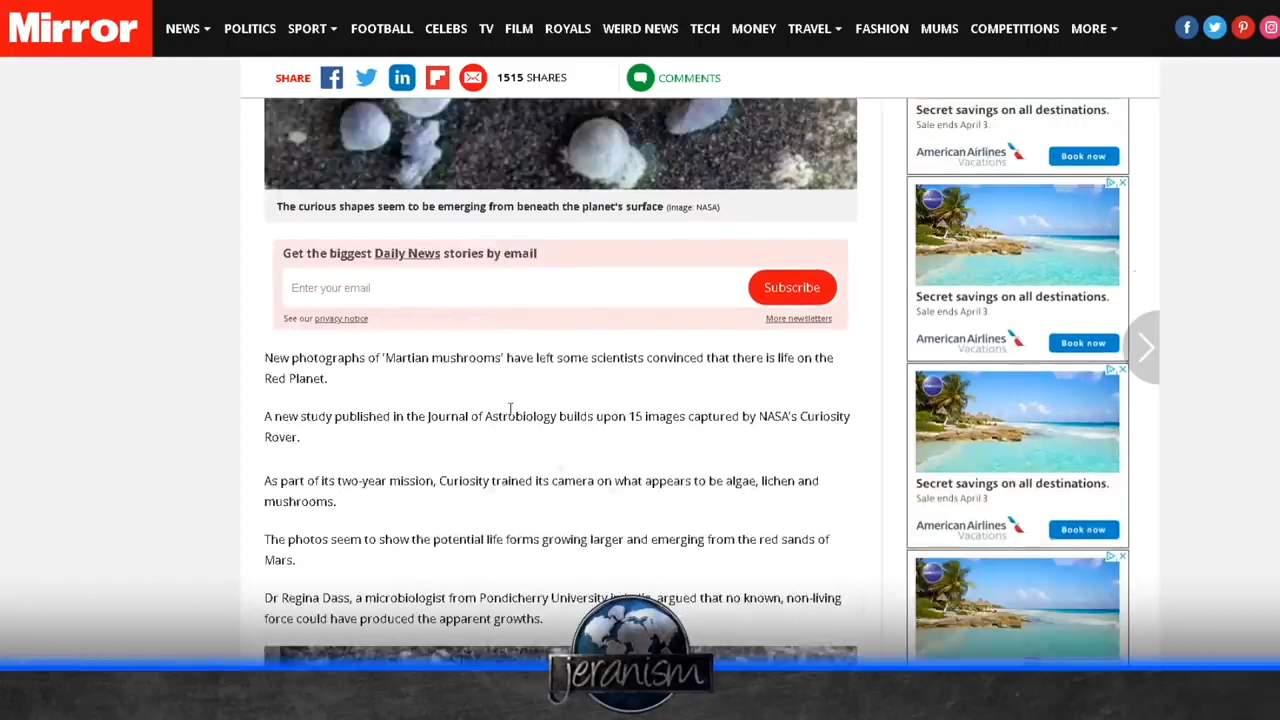 Mirror
NEWS POLITICS SPORT FOOTBALL CELEBS TV FILM ROYALS WEIRD NEWS TECH MONEY TRAVEL FASHION MUMS COMPETITIONS MORE
SHARE 1515 SHARES COMMENTS
The curious shapes seem to be emerging from beneath the planet's surface (Image: NASA)
Get the biggest Daily News stories by email
Enter your email
Subscribe
See our privacy notice
More newsletters
New photographs of 'Martian mushrooms' have left some scientists convinced that there is life on the
Red Planet.
A new study published in the Journal of Astrobiology builds upon 15 images captured by NASA's Curiosity
Rover.
As part of its two-year mission, Curiosity trained its camera on what appears to be algae, lichen and
mushrooms.
The photos seem to show the potential life forms growing larger and emerging from the red sands of
Mars.
Dr Regina Dass, a microbiologist from Pondicherry University argued that no known, non-living
force could have produced the apparent growths.
Secret savings on all destinations.
Sale ends April 3.
American Airlines
Vacations
Book now
Secret savings on all destinations.
Sale ends April 3.
American Airlines
Vacations
Book now
Secret savings on all destinations.
Sale ends April 3
American Airlines
Vacations
Book now
jeranism